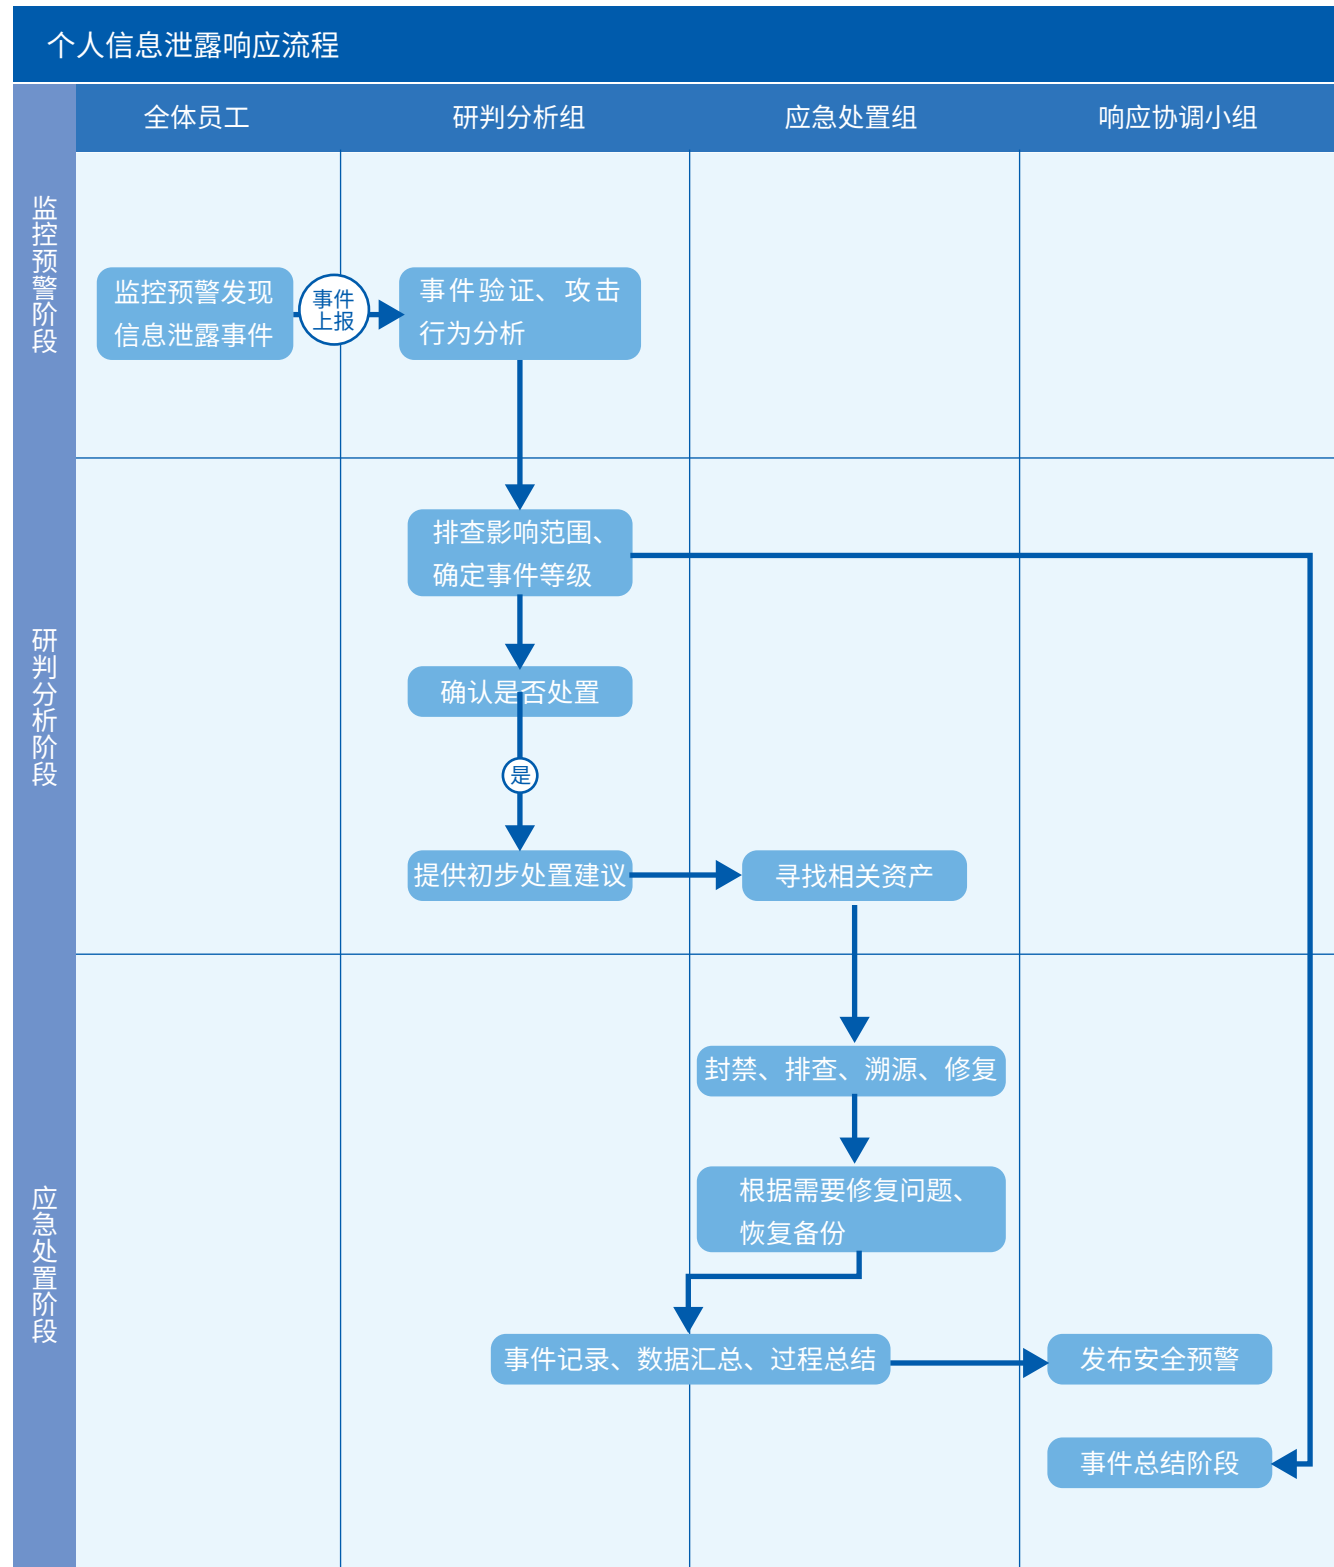 个人信息泄露响应流程
全体员工
研判分析组
应急处置组
响应协调小组
监控预警阶段
监控预警发现
信息泄露事件
事件
上报
事件验证、攻击
行为分析
研判分析阶段
排查影响范围、
确定事件等级
确认是否处置
是
提供初步处置建议
寻找相关资产
应急处置阶段
封禁、排查、溯源、修复
根据需要修复问题、
恢复备份
事件记录、数据汇总、过程总结
发布安全预警
事件总结阶段